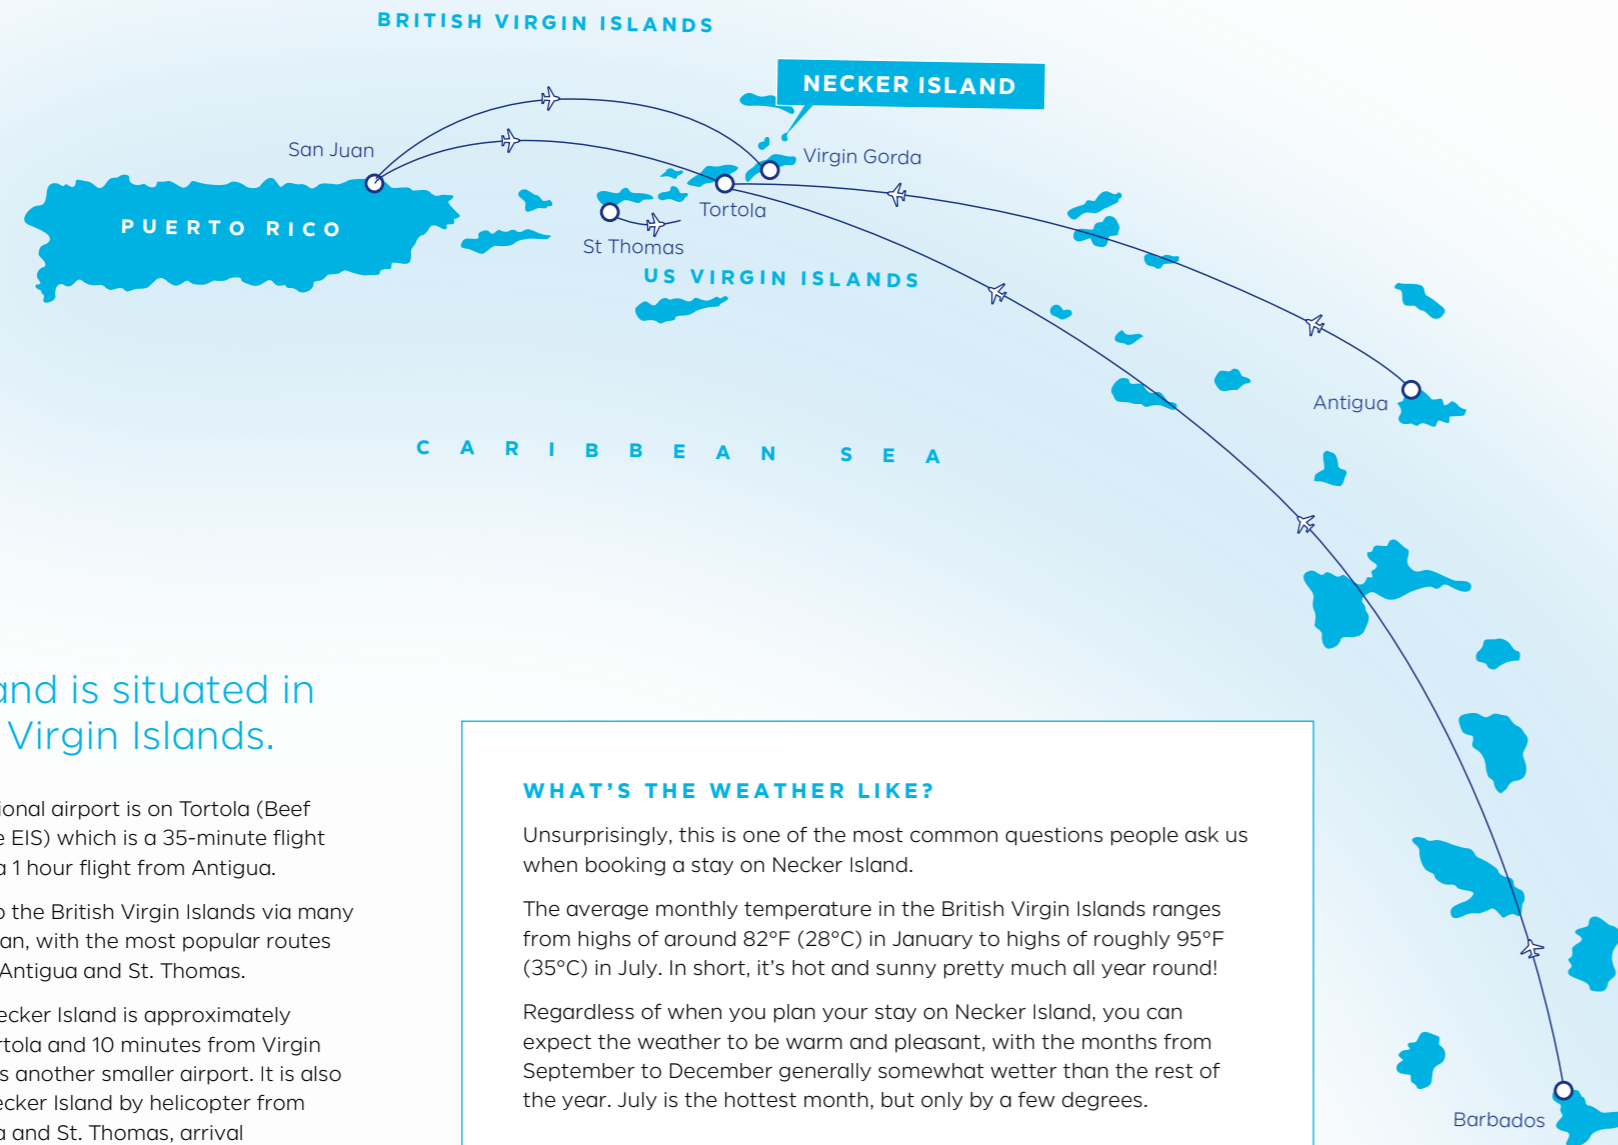 BRITISH VIRGIN ISLANDS
NECKER ISLAND
San Juan
Virgin Gorda
PUERTO RICO
Tortola
St Thomas
US VIRGIN ISLANDS
Antigua
CARIBBEAN SEA
and is situated in
Virgin Islands.
ional airport is on Tortola (Beef
e EIS) which is a 35-minute flight
a 1 hour flight from Antigua.
o the British Virgin Islands via many
an, with the most popular routes
Antigua and St. Thomas.
ecker Island is approximately
rtola and 10 minutes from Virgin
s another smaller airport. It is also
ecker Island by helicopter from
a and St. Thomas, arrival
WHAT’S THE WEATHER LIKE?
Unsurprisingly, this is one of the most common questions people ask us
when booking a stay on Necker Island.
The average monthly temperature in the British Virgin Islands ranges
from highs of around 82°F (28°C) in January to highs of roughly 95°F
(35°C) in July. In short, it’s hot and sunny pretty much all year round!
Regardless of when you plan your stay on Necker Island, you can
expect the weather to be warm and pleasant, with the months from
September to December generally somewhat wetter than the rest of
the year. July is the hottest month, but only by a few degrees.
Barbados